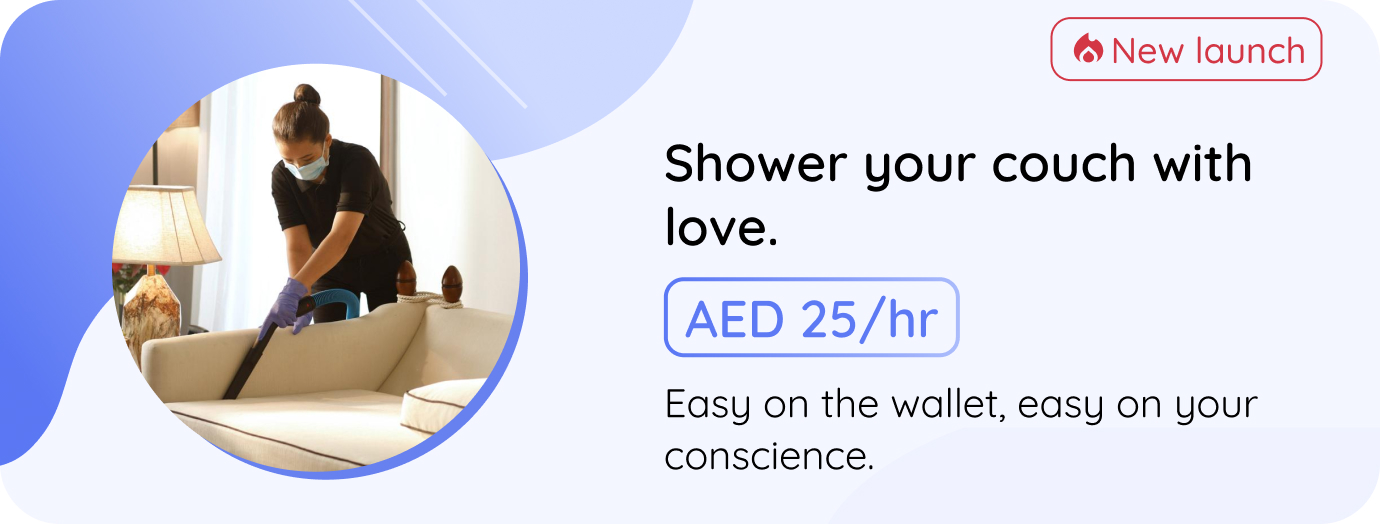 New launch
Shower your couch with
love.
AED 25/hr
Easy on the wallet, easy on your
conscience.